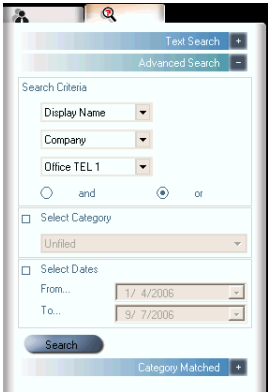 Text Search +
Advanced Search -
Search Criteria
Display Name
Company
Office TEL 1
and or
Select Category
Unfiled
Select Dates
From... 1/ 4/2006
To... 9/ 7/2006
Search
Category Matched +